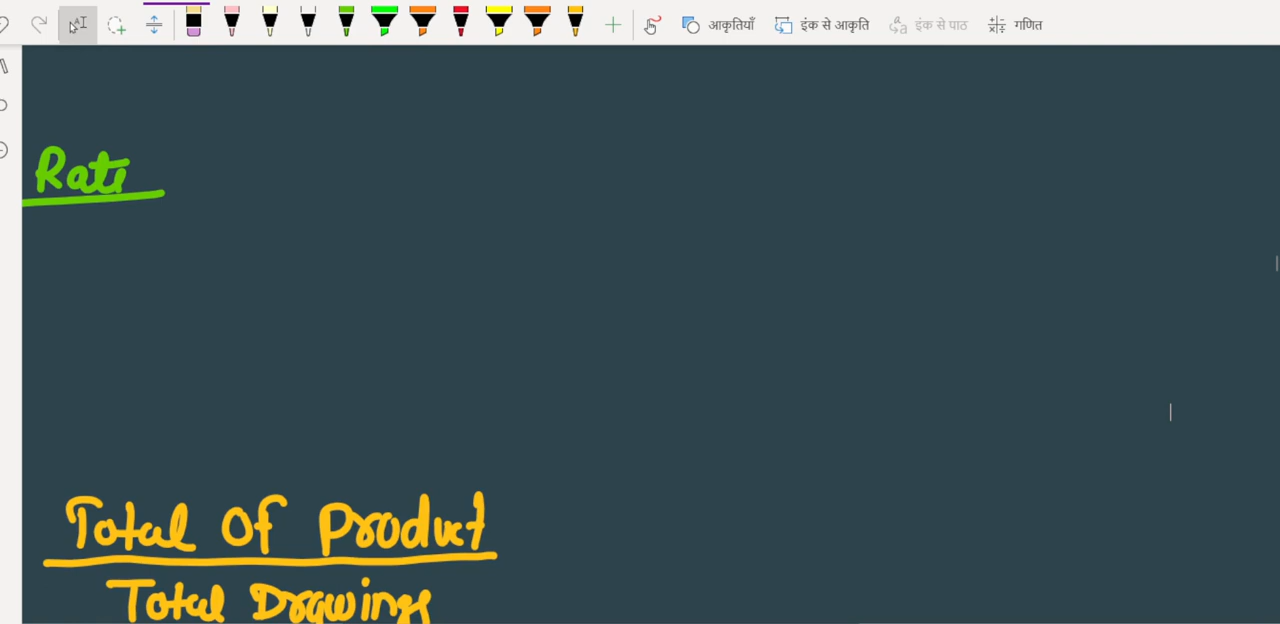 आकृतियाँ इंक से आकृति इंक से पाठ गणित
Rate
Total Of Product
Total Drawings